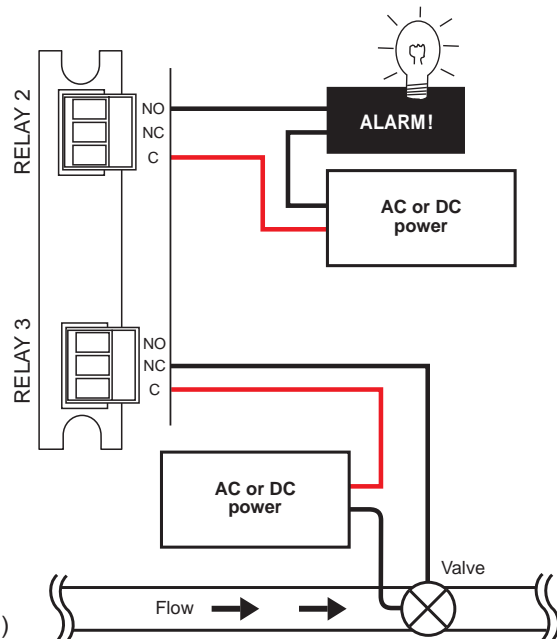 RELAY 2
NO
NC
C
ALARM!
AC or DC
power
RELAY 3
NO
NC
C
AC or DC
power
Valve
Flow
)